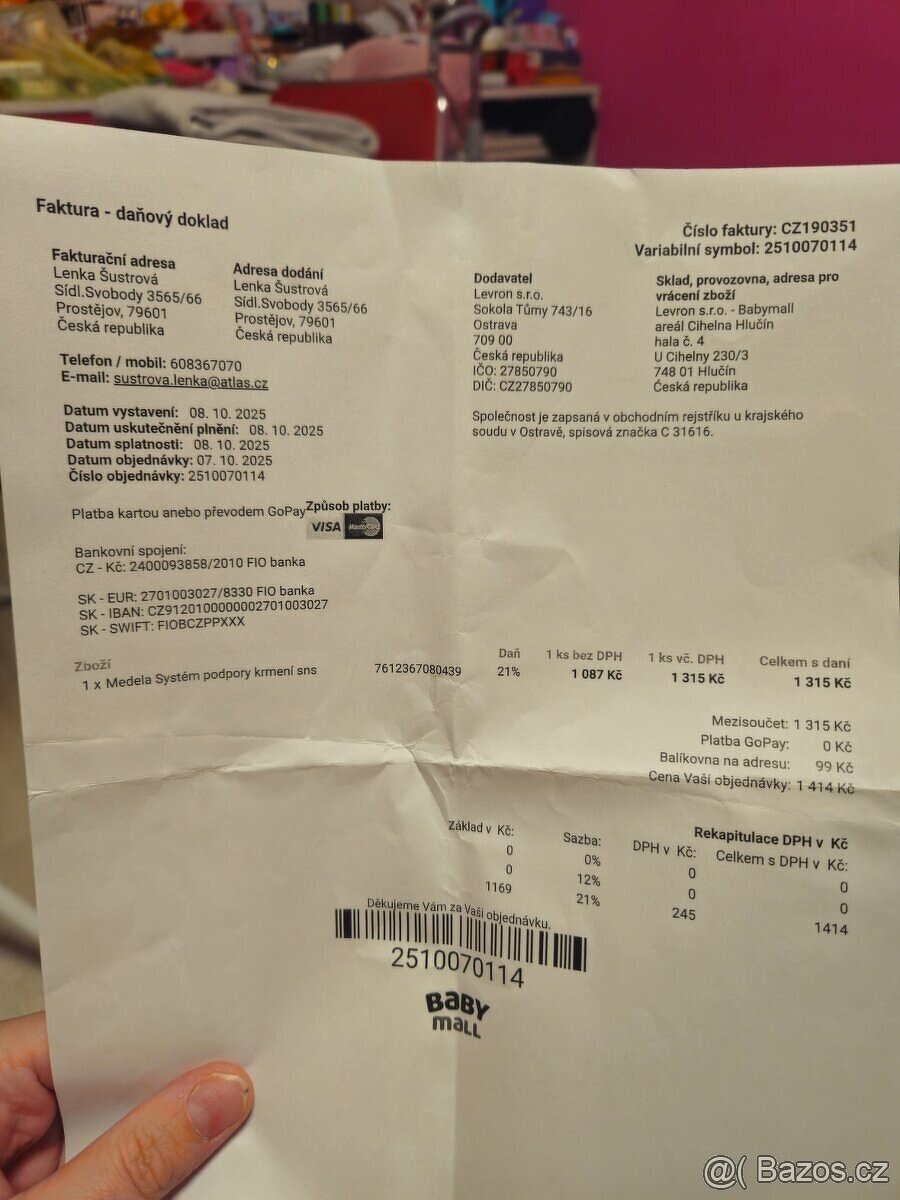 Faktura - daňový doklad
Číslo faktury: CZ190351
Variabilní symbol: 2510070114
Fakturační adresa
Lenka Šustrová
Sídl.Svobody 3565/66
Prostějov, 79601
Česká republika
Adresa dodání
Lenka Šustrová
Sídl.Svobody 3565/66
Prostějov, 79601
Česká republika
Dodavatel
Levron s.r.o.
Sokola Tůmy 743/16
Ostrava
709 00
Česká republika
IČO: 27850790
DIČ: CZ27850790
Sklad, provozovna, adresa pro
vrácení zboží
Levron s.r.o. - Babymall
areál Cihelna Hlučín
hala č. 4
U Cihelny 230/3
748 01 Hlučín
Česká republika
Telefon / mobil: 608367070
E-mail: sustrova.lenka@atlas.cz
Společnost je zapsaná v obchodním rejstříku u krajského
soudu v Ostravě, spisová značka C 31616.
Datum vystavení: 08. 10. 2025
Datum uskutečnění plnění: 08. 10. 2025
Datum splatnosti: 08. 10. 2025
Datum objednávky: 07. 10. 2025
Číslo objednávky: 2510070114
Platba kartou anebo převodem GoPay Způsob platby:
VISA MasterCard
Bankovní spojení:
CZ - Kč: 2400093858/2010 FIO banka
SK - EUR: 2701003027/8330 FIO banka
SK - IBAN: CZ9120100000002701003027
SK - SWIFT: FIOBCZPPXXX
Zboží Daň 1 ks bez DPH 1 ks vč. DPH Celkem s daní
1 x Medela Systém podpory krmení sns 7612367080439 21% 1 087 Kč 1 315 Kč 1 315 Kč
Mezisoučet: 1 315 Kč
Platba GoPay: 0 Kč
Balíkovna na adresu: 99 Kč
Cena Vaší objednávky: 1 414 Kč
Rekapitulace DPH v Kč
Základ v Kč: Sazba: DPH v Kč: Celkem s DPH v Kč:
0 0% 0 0
0 12% 0 0
1169 21% 245 1414
Děkujeme Vám za Vaši objednávku.
2510070114
BaBY
mall
@( Bazos.cz